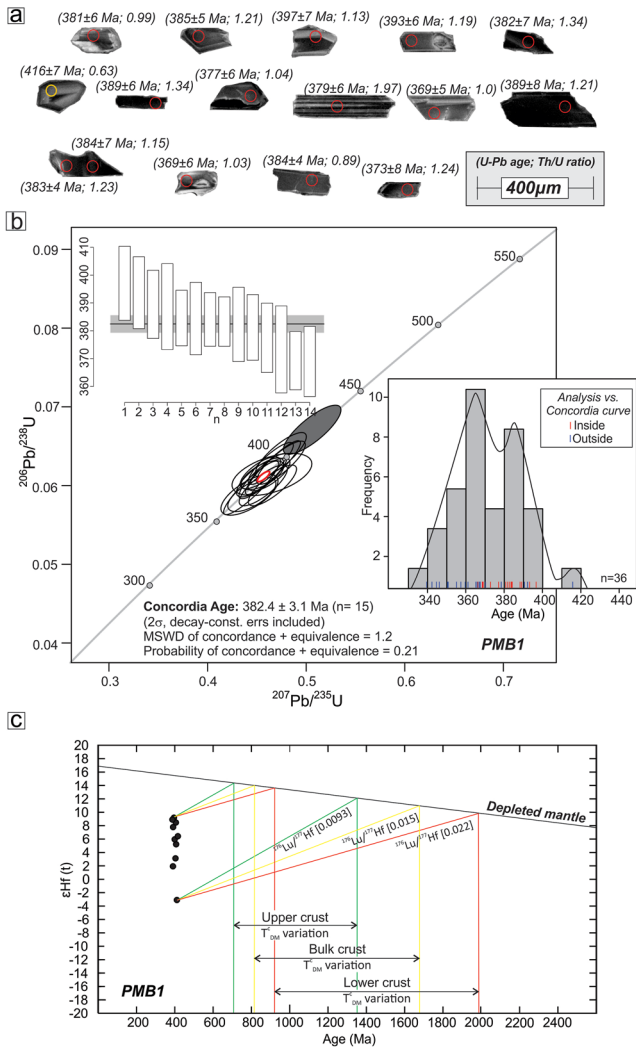 a
(381±6 Ma; 0.99) (385±5 Ma; 1.21) (397±7 Ma; 1.13) (393±6 Ma; 1.19) (382±7 Ma; 1.34)
(416±7 Ma; 0.63) (389±6 Ma; 1.34) (377±6 Ma; 1.04) (379±6 Ma; 1.97) (369±5 Ma; 1.0) (389±8 Ma; 1.21)
(384±7 Ma; 1.15) (369±6 Ma; 1.03) (384±4 Ma; 0.89) (373±8 Ma; 1.24)
(383±4 Ma; 1.23)
(U-Pb age; Th/U ratio)
400µm
b
0.09
0.08
0.07
0.06
0.05
0.04
²⁰⁶Pb/²³⁸U
410
400
390
380
370
360
1 2 3 4 5 6 7 8 9 10 11 12 13 14
n
550
500
450
400
350
300
Analysis vs.
Concordia curve
Inside
Outside
10
8
6
4
2
Frequency
n=36
340 360 380 400 420 440
Age (Ma)
Concordia Age: 382.4 ± 3.1 Ma (n= 15)
(2σ, decay-const. errs included)
MSWD of concordance + equivalence = 1.2
Probability of concordance + equivalence = 0.21
PMB1
0.3 0.4 0.5 0.6 0.7
²⁰⁷Pb/²³⁵U
c
20
18
16
14
12
10
8
6
4
2
0
-2
-4
-6
-8
-10
-12
-14
-16
-18
-20
εHf (t)
Depleted mantle
¹⁷⁶Lu/¹⁷⁷Hf [0.0093]
¹⁷⁶Lu/¹⁷⁷Hf [0.015]
¹⁷⁶Lu/¹⁷⁷Hf [0.022]
Upper crust
Tᶜ_DM variation
Bulk crust
Tᶜ_DM variation
Lower crust
Tᶜ_DM variation
PMB1
0 200 400 600 800 1000 1200 1400 1600 1800 2000 2200 2400
Age (Ma)